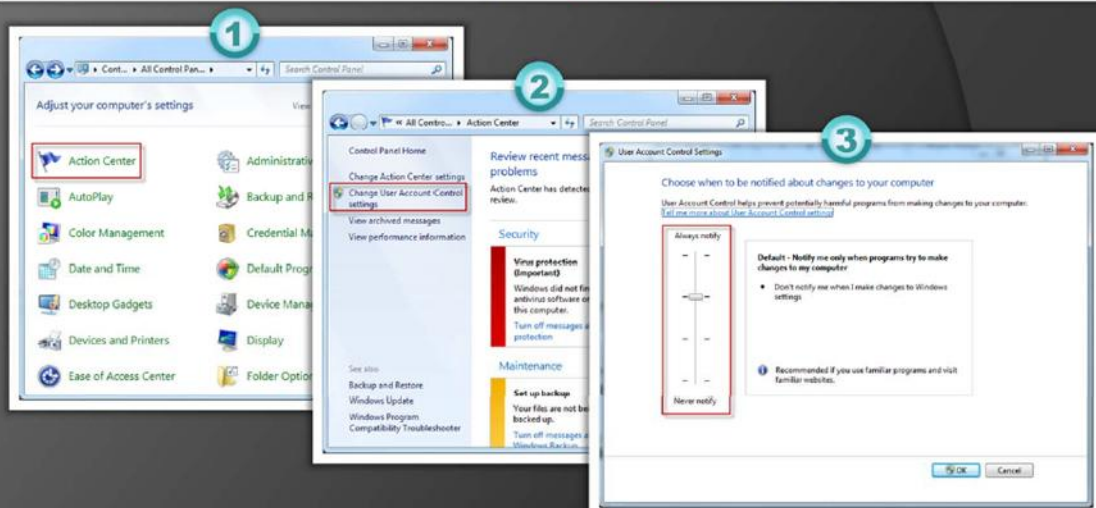 1
Cont... ▸ All Control Pan... ▸
Search Control Panel
Adjust your computer's settings
View
Action Center
Administrativ
AutoPlay
Backup and R
Color Management
Credential Ma
Date and Time
Default Progr
Desktop Gadgets
Device Mana
Devices and Printers
Display
Ease of Access Center
Folder Option
2
« All Contro... ▸ Action Center
Search Control Panel
Control Panel Home
Change Action Center settings
Change User Account Control
settings
View archived messages
View performance information
See also
Backup and Restore
Windows Update
Windows Program
Compatibility Troubleshooter
Review recent mess
problems
Action Center has detected
review.
Security
Virus protection
(Important)
Windows did not fin
antivirus software on
this computer.
Turn off messages a
protection
Maintenance
Set up backup
Your files are not be
backed up.
Turn off messages a
Windows Backup
3
User Account Control Settings
Choose when to be notified about changes to your computer
User Account Control helps prevent potentially harmful programs from making changes to your computer.
Tell me more about User Account Control settings
Always notify
Never notify
Default - Notify me only when programs try to make
changes to my computer
• Don't notify me when I make changes to Windows
settings
Recommended if you use familiar programs and visit
familiar websites.
OK
Cancel